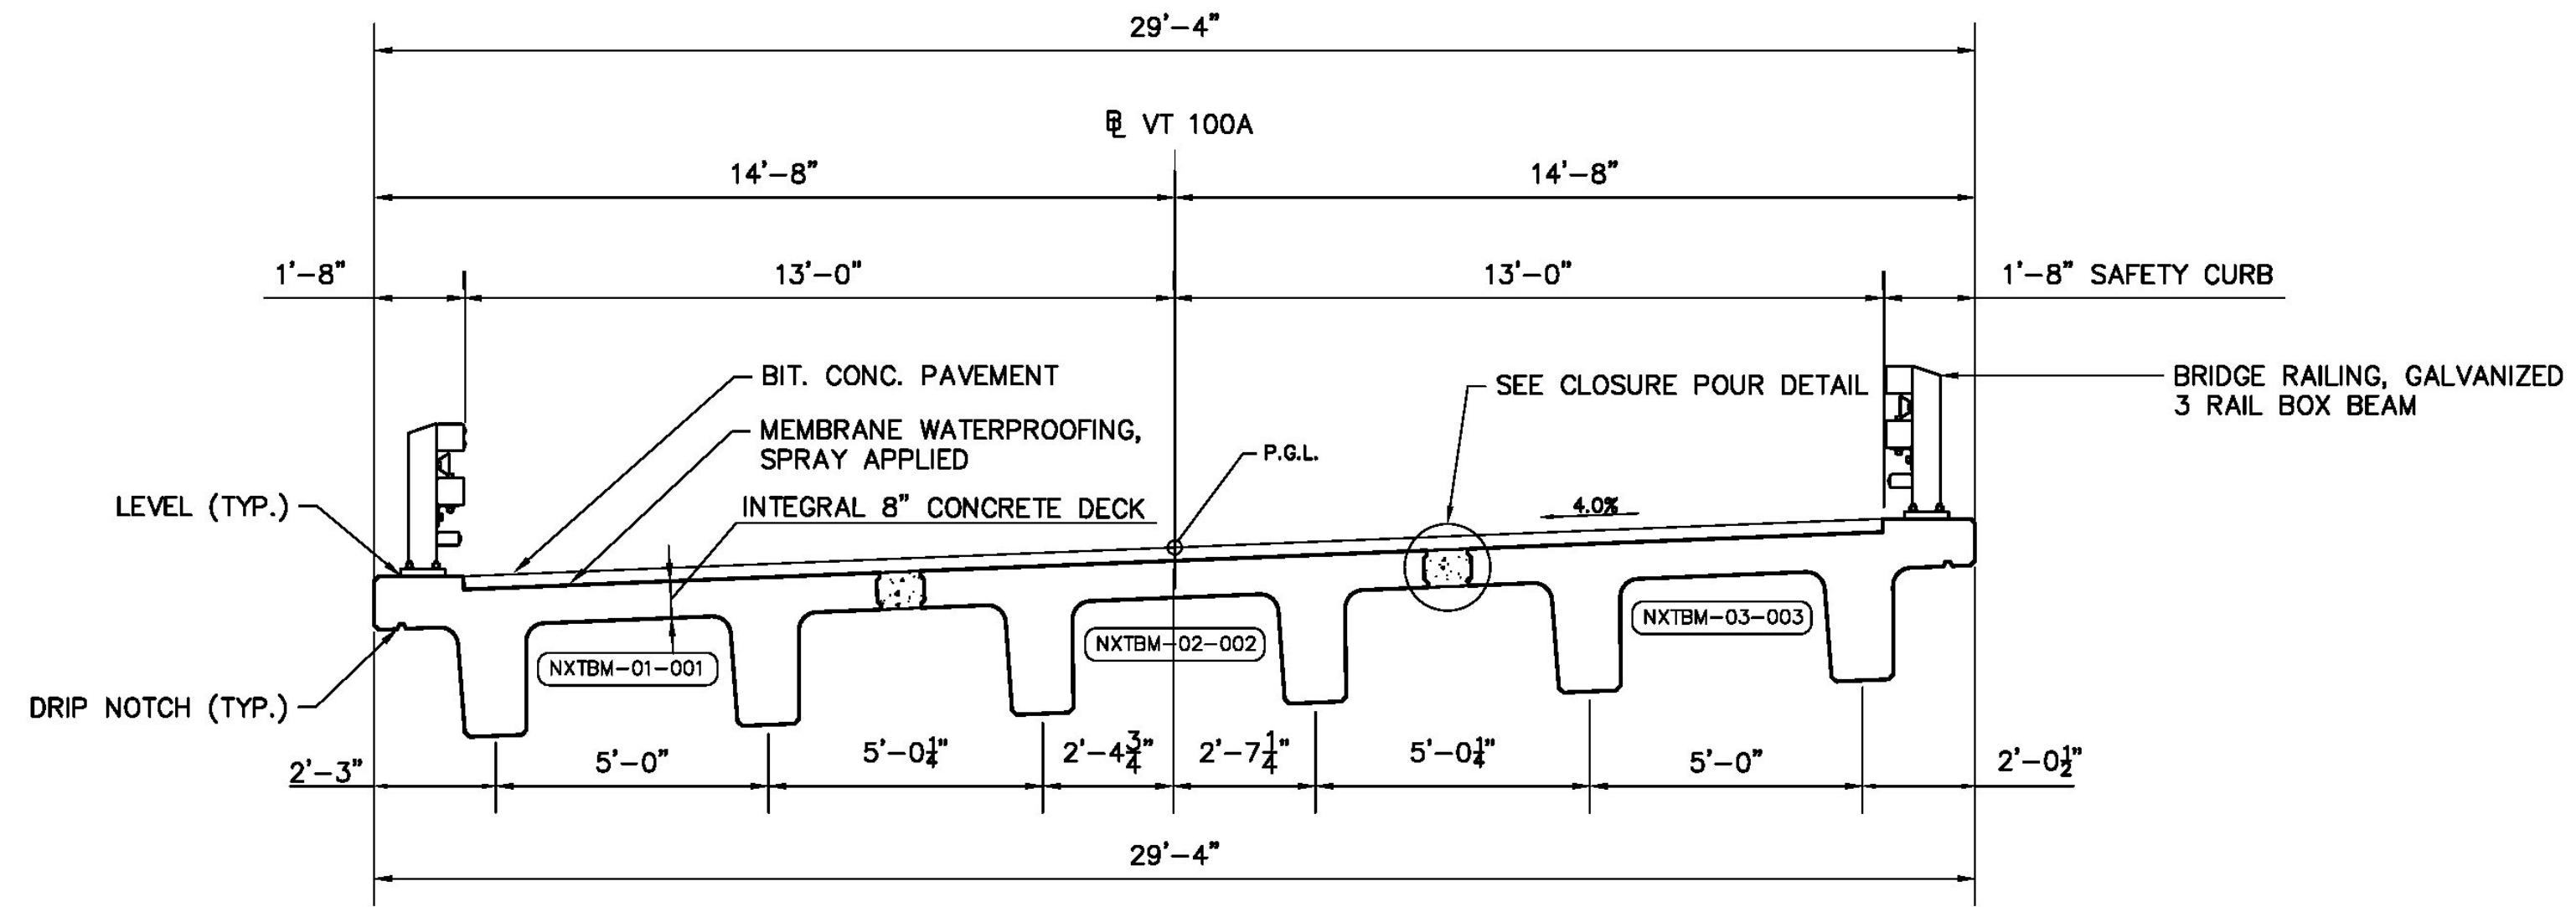 29'-4"
℄ VT 100A
14'-8" 14'-8"
1'-8" 13'-0" 13'-0" 1'-8" SAFETY CURB
BIT. CONC. PAVEMENT
MEMBRANE WATERPROOFING,
SPRAY APPLIED
INTEGRAL 8" CONCRETE DECK
P.G.L.
SEE CLOSURE POUR DETAIL
BRIDGE RAILING, GALVANIZED
3 RAIL BOX BEAM
4.0%
LEVEL (TYP.)
DRIP NOTCH (TYP.)
NXTBM-01-001
NXTBM-02-002
NXTBM-03-003
2'-3" 5'-0" 5'-0¼" 2'-4¾" 2'-7¼" 5'-0¼" 5'-0" 2'-0½"
29'-4"